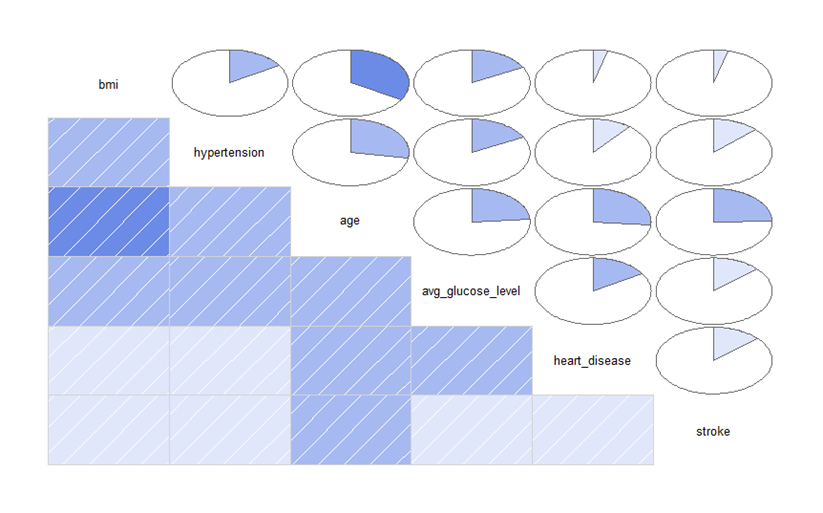 bmi
hypertension
age
avg_glucose_level
heart_disease
stroke